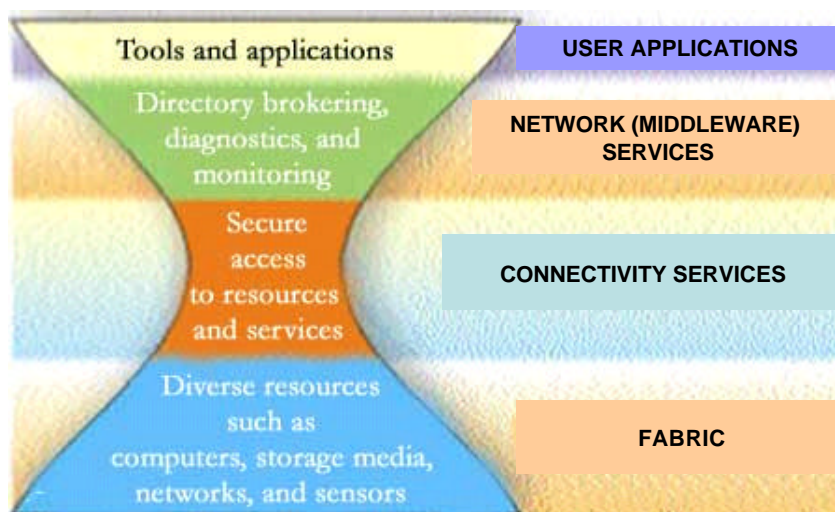 Tools and applications
USER APPLICATIONS
Directory brokering,
diagnostics, and
monitoring
NETWORK (MIDDLEWARE)
SERVICES
Secure
access
to resources
and services
CONNECTIVITY SERVICES
Diverse resources
such as
computers, storage media,
networks, and sensors
FABRIC